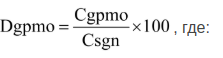 Dgpmo = Cgpmo / Csgn × 100 , где: